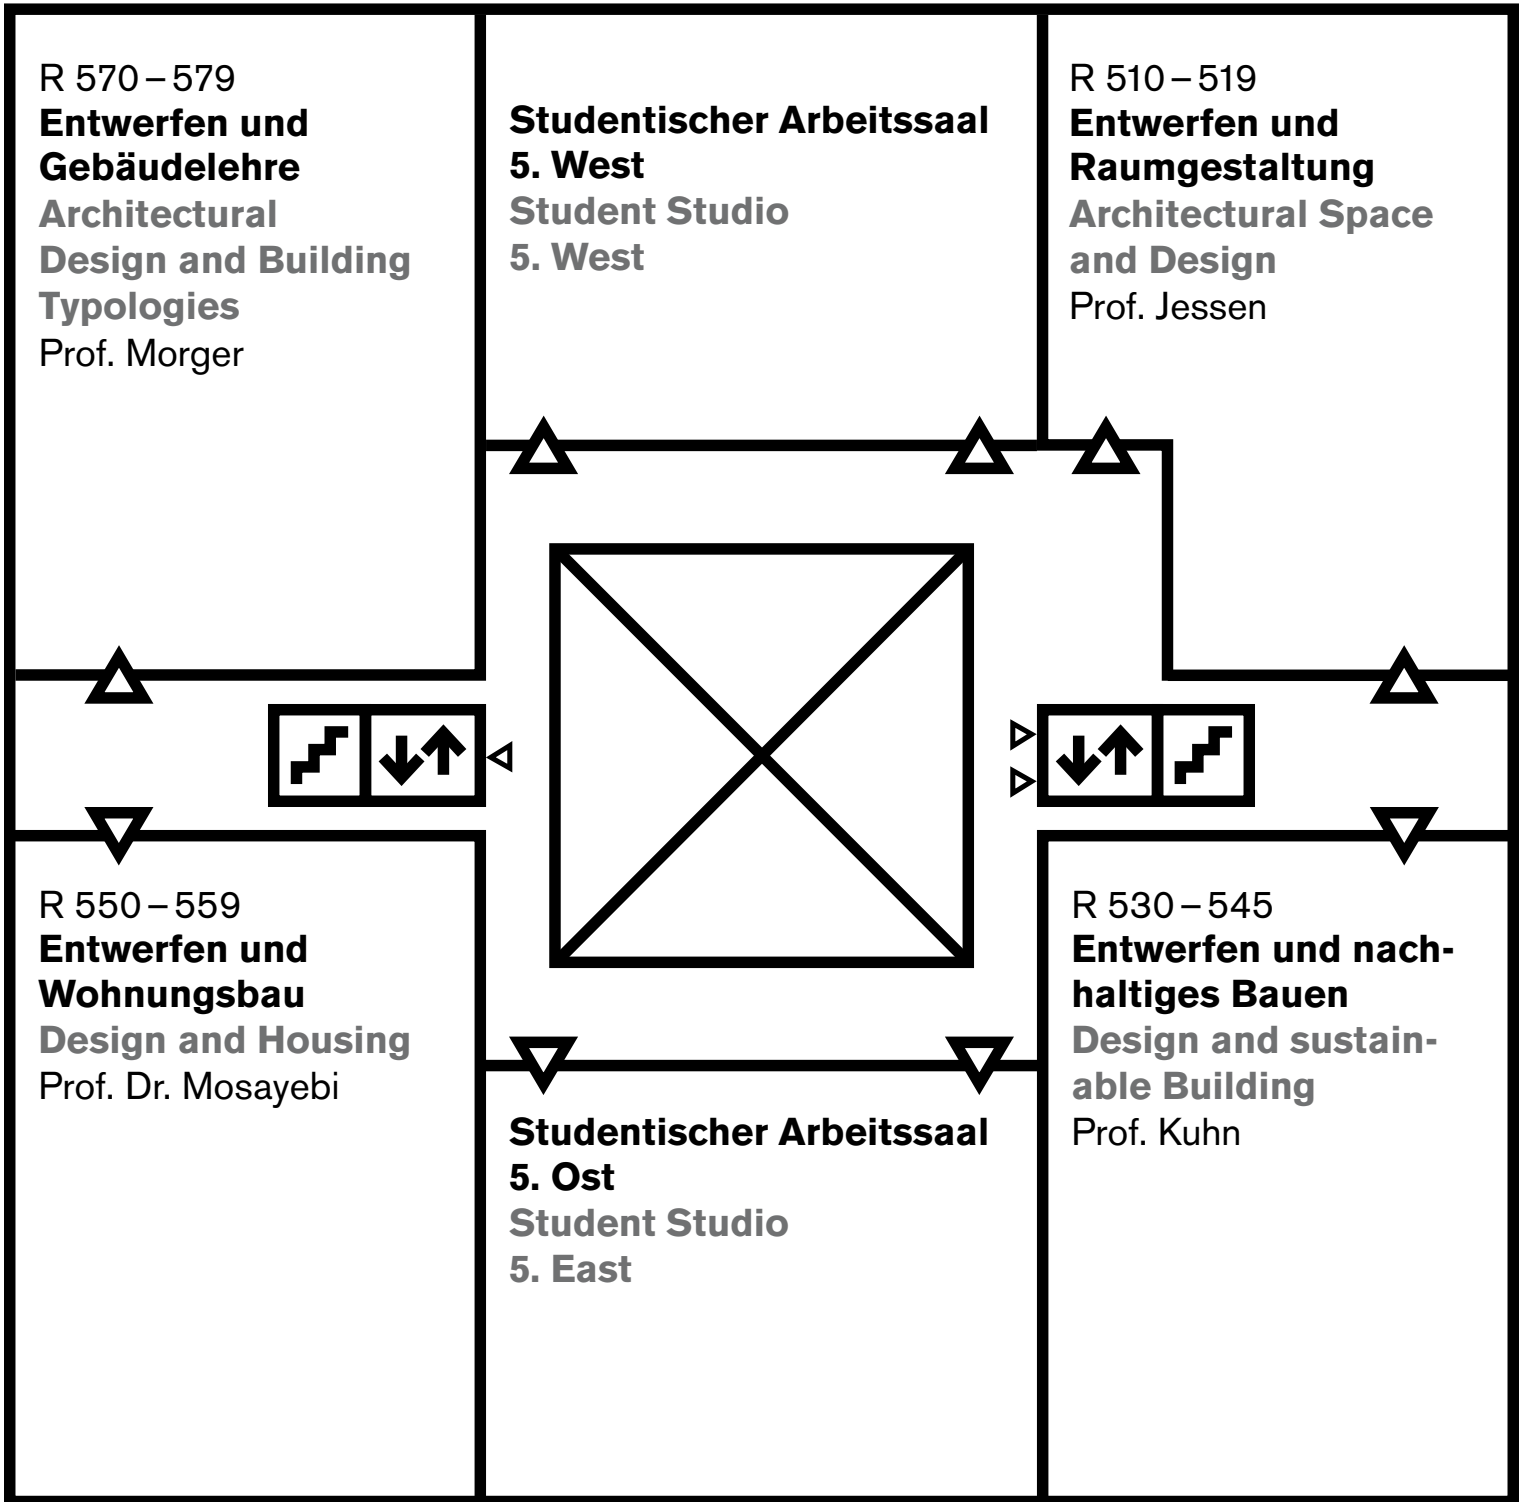 R 570 – 579
Entwerfen und
Gebäudelehre
Architectural
Design and Building
Typologies
Prof. Morger
Studentischer Arbeitssaal
5. West
Student Studio
5. West
R 510 – 519
Entwerfen und
Raumgestaltung
Architectural Space
and Design
Prof. Jessen
R 550 – 559
Entwerfen und
Wohnungsbau
Design and Housing
Prof. Dr. Mosayebi
Studentischer Arbeitssaal
5. Ost
Student Studio
5. East
R 530 – 545
Entwerfen und nach-
haltiges Bauen
Design and sustain-
able Building
Prof. Kuhn